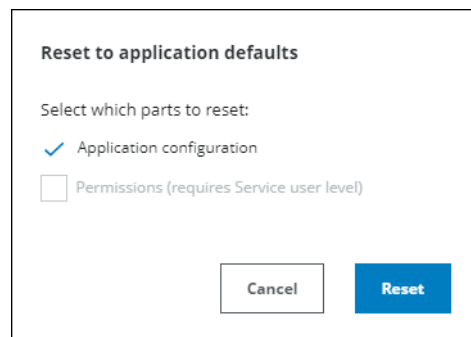 Reset to application defaults
Select which parts to reset:
Application configuration
Permissions (requires Service user level)
Cancel
Reset